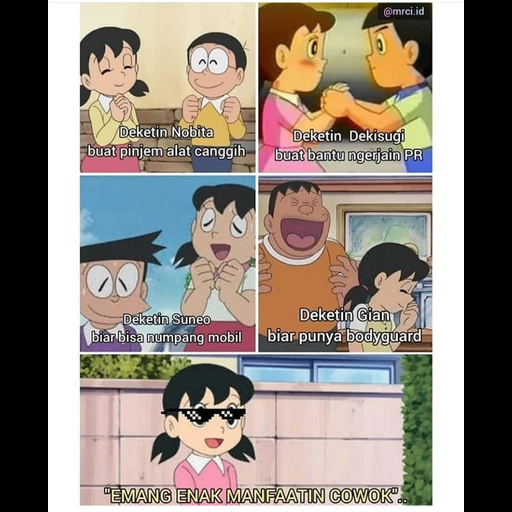 @mrci.id
Deketin Nobita
buat pinjem alat canggih
Deketin Dekisugi
buat bantu ngerjain PR
Deketin Suneo
biar bisa numpang mobil
Deketin Gian
biar punya bodyguard
"EMANG ENAK MANFAATIN COWOK"..